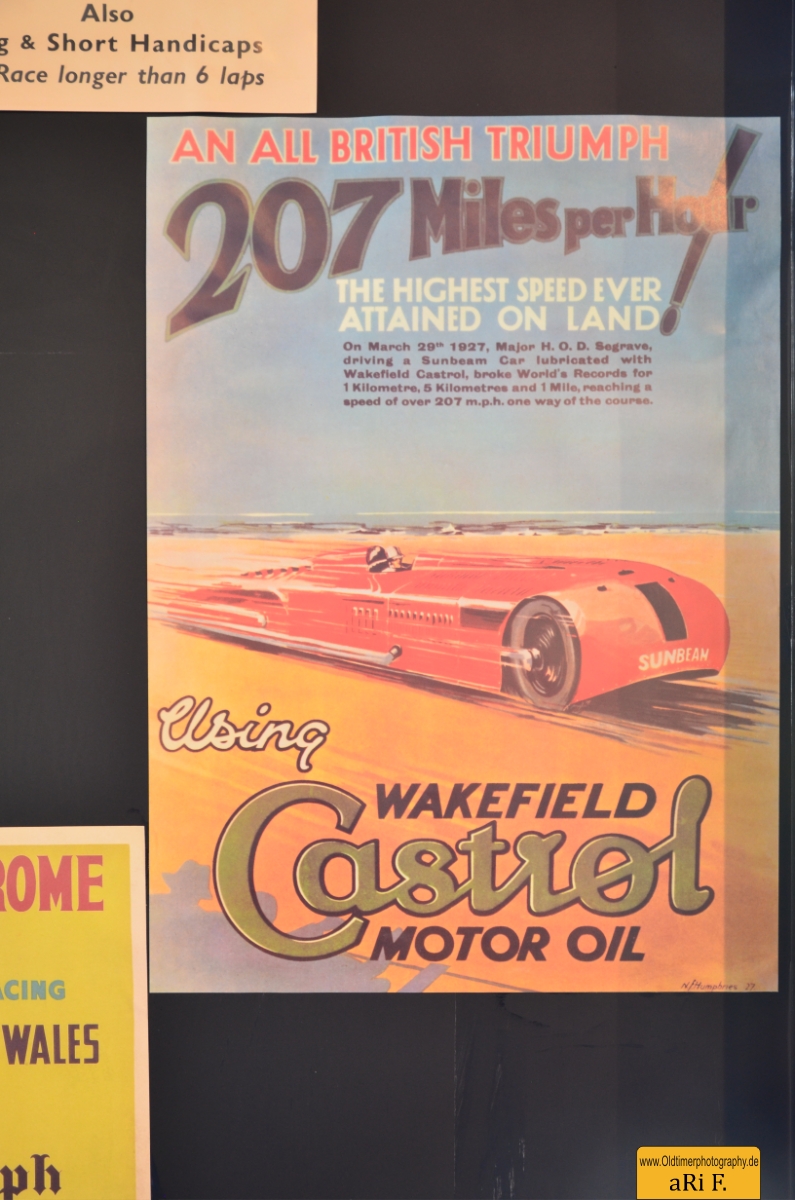 Also
& Short Handicaps
Race longer than 6 laps
AN ALL BRITISH TRIUMPH
207 Miles per Hour!
THE HIGHEST SPEED EVER
ATTAINED ON LAND
On March 29th 1927, Major H. O. D. Segrave,
driving a Sunbeam Car lubricated with
Wakefield Castrol, broke World's Records for
1 Kilometre, 5 Kilometres and 1 Mile, reaching a
speed of over 207 m.p.h. one way of the course.
SUNBEAM
Using
WAKEFIELD
Castrol
MOTOR OIL
WALES
www.Oldtimerphotography.de
aRi F.